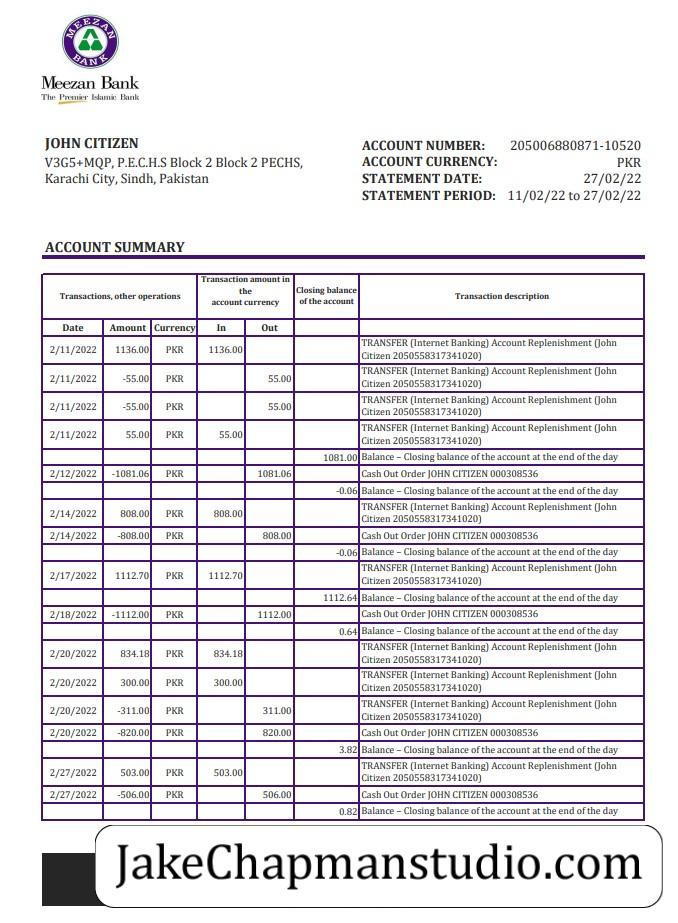 MEEZAN
BANK
Meezan Bank
The Premier Islamic Bank
JOHN CITIZEN
V3G5+MQP, P.E.C.H.S Block 2 Block 2 PECHS,
Karachi City, Sindh, Pakistan
ACCOUNT NUMBER: 205006880871-10520
ACCOUNT CURRENCY: PKR
STATEMENT DATE: 27/02/22
STATEMENT PERIOD: 11/02/22 to 27/02/22
ACCOUNT SUMMARY
Transactions, other operations
Transaction amount in
the
account currency
Closing balance
of the account
Transaction description
Date Amount Currency In Out
2/11/2022 1136.00 PKR 1136.00 TRANSFER (Internet Banking) Account Replenishment (John
Citizen 2050558317341020)
2/11/2022 -55.00 PKR 55.00 TRANSFER (Internet Banking) Account Replenishment (John
Citizen 2050558317341020)
2/11/2022 -55.00 PKR 55.00 TRANSFER (Internet Banking) Account Replenishment (John
Citizen 2050558317341020)
2/11/2022 55.00 PKR 55.00 TRANSFER (Internet Banking) Account Replenishment (John
Citizen 2050558317341020)
1081.00 Balance – Closing balance of the account at the end of the day
2/12/2022 -1081.06 PKR 1081.06 Cash Out Order JOHN CITIZEN 000308536
-0.06 Balance – Closing balance of the account at the end of the day
2/14/2022 808.00 PKR 808.00 TRANSFER (Internet Banking) Account Replenishment (John
Citizen 2050558317341020)
2/14/2022 -808.00 PKR 808.00 Cash Out Order JOHN CITIZEN 000308536
-0.06 Balance – Closing balance of the account at the end of the day
2/17/2022 1112.70 PKR 1112.70 TRANSFER (Internet Banking) Account Replenishment (John
Citizen 2050558317341020)
1112.64 Balance – Closing balance of the account at the end of the day
2/18/2022 -1112.00 PKR 1112.00 Cash Out Order JOHN CITIZEN 000308536
0.64 Balance – Closing balance of the account at the end of the day
2/20/2022 834.18 PKR 834.18 TRANSFER (Internet Banking) Account Replenishment (John
Citizen 2050558317341020)
2/20/2022 300.00 PKR 300.00 TRANSFER (Internet Banking) Account Replenishment (John
Citizen 2050558317341020)
2/20/2022 -311.00 PKR 311.00 TRANSFER (Internet Banking) Account Replenishment (John
Citizen 2050558317341020)
2/20/2022 -820.00 PKR 820.00 Cash Out Order JOHN CITIZEN 000308536
3.82 Balance – Closing balance of the account at the end of the day
2/27/2022 503.00 PKR 503.00 TRANSFER (Internet Banking) Account Replenishment (John
Citizen 2050558317341020)
2/27/2022 -506.00 PKR 506.00 Cash Out Order JOHN CITIZEN 000308536
0.82 Balance – Closing balance of the account at the end of the day
JakeChapmanstudio.com